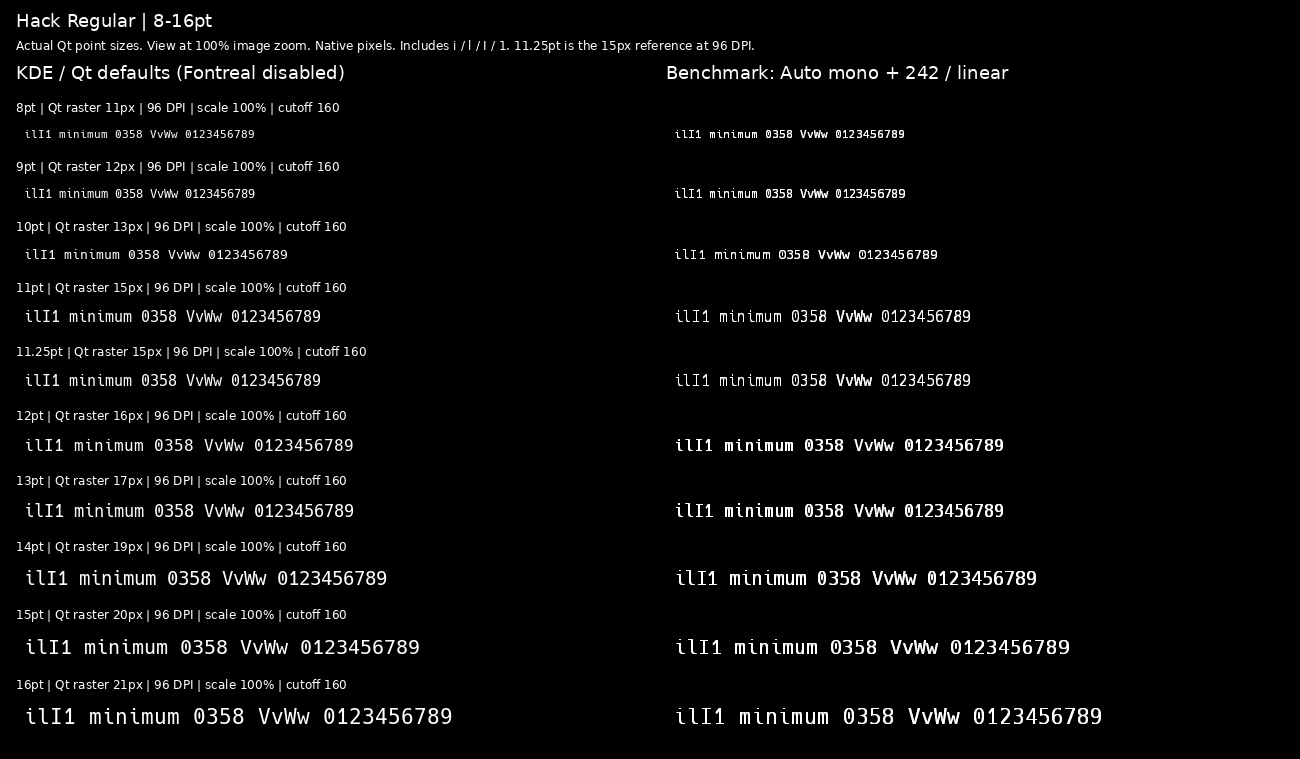 Hack Regular | 8-16pt
Actual Qt point sizes. View at 100% image zoom. Native pixels. Includes i / l / I / 1. 11.25pt is the 15px reference at 96 DPI.
KDE / Qt defaults (Fontreal disabled)
Benchmark: Auto mono + 242 / linear
8pt | Qt raster 11px | 96 DPI | scale 100% | cutoff 160
ilI1 minimum 0358 VvWw 0123456789
ilI1 minimum 0358 VvWw 0123456789
9pt | Qt raster 12px | 96 DPI | scale 100% | cutoff 160
ilI1 minimum 0358 VvWw 0123456789
ilI1 minimum 0358 VvWw 0123456789
10pt | Qt raster 13px | 96 DPI | scale 100% | cutoff 160
ilI1 minimum 0358 VvWw 0123456789
ilI1 minimum 0358 VvWw 0123456789
11pt | Qt raster 15px | 96 DPI | scale 100% | cutoff 160
ilI1 minimum 0358 VvWw 0123456789
ilI1 minimum 0358 VvWw 0123456789
11.25pt | Qt raster 15px | 96 DPI | scale 100% | cutoff 160
ilI1 minimum 0358 VvWw 0123456789
ilI1 minimum 0358 VvWw 0123456789
12pt | Qt raster 16px | 96 DPI | scale 100% | cutoff 160
ilI1 minimum 0358 VvWw 0123456789
ilI1 minimum 0358 VvWw 0123456789
13pt | Qt raster 17px | 96 DPI | scale 100% | cutoff 160
ilI1 minimum 0358 VvWw 0123456789
ilI1 minimum 0358 VvWw 0123456789
14pt | Qt raster 19px | 96 DPI | scale 100% | cutoff 160
ilI1 minimum 0358 VvWw 0123456789
ilI1 minimum 0358 VvWw 0123456789
15pt | Qt raster 20px | 96 DPI | scale 100% | cutoff 160
ilI1 minimum 0358 VvWw 0123456789
ilI1 minimum 0358 VvWw 0123456789
16pt | Qt raster 21px | 96 DPI | scale 100% | cutoff 160
ilI1 minimum 0358 VvWw 0123456789
ilI1 minimum 0358 VvWw 0123456789